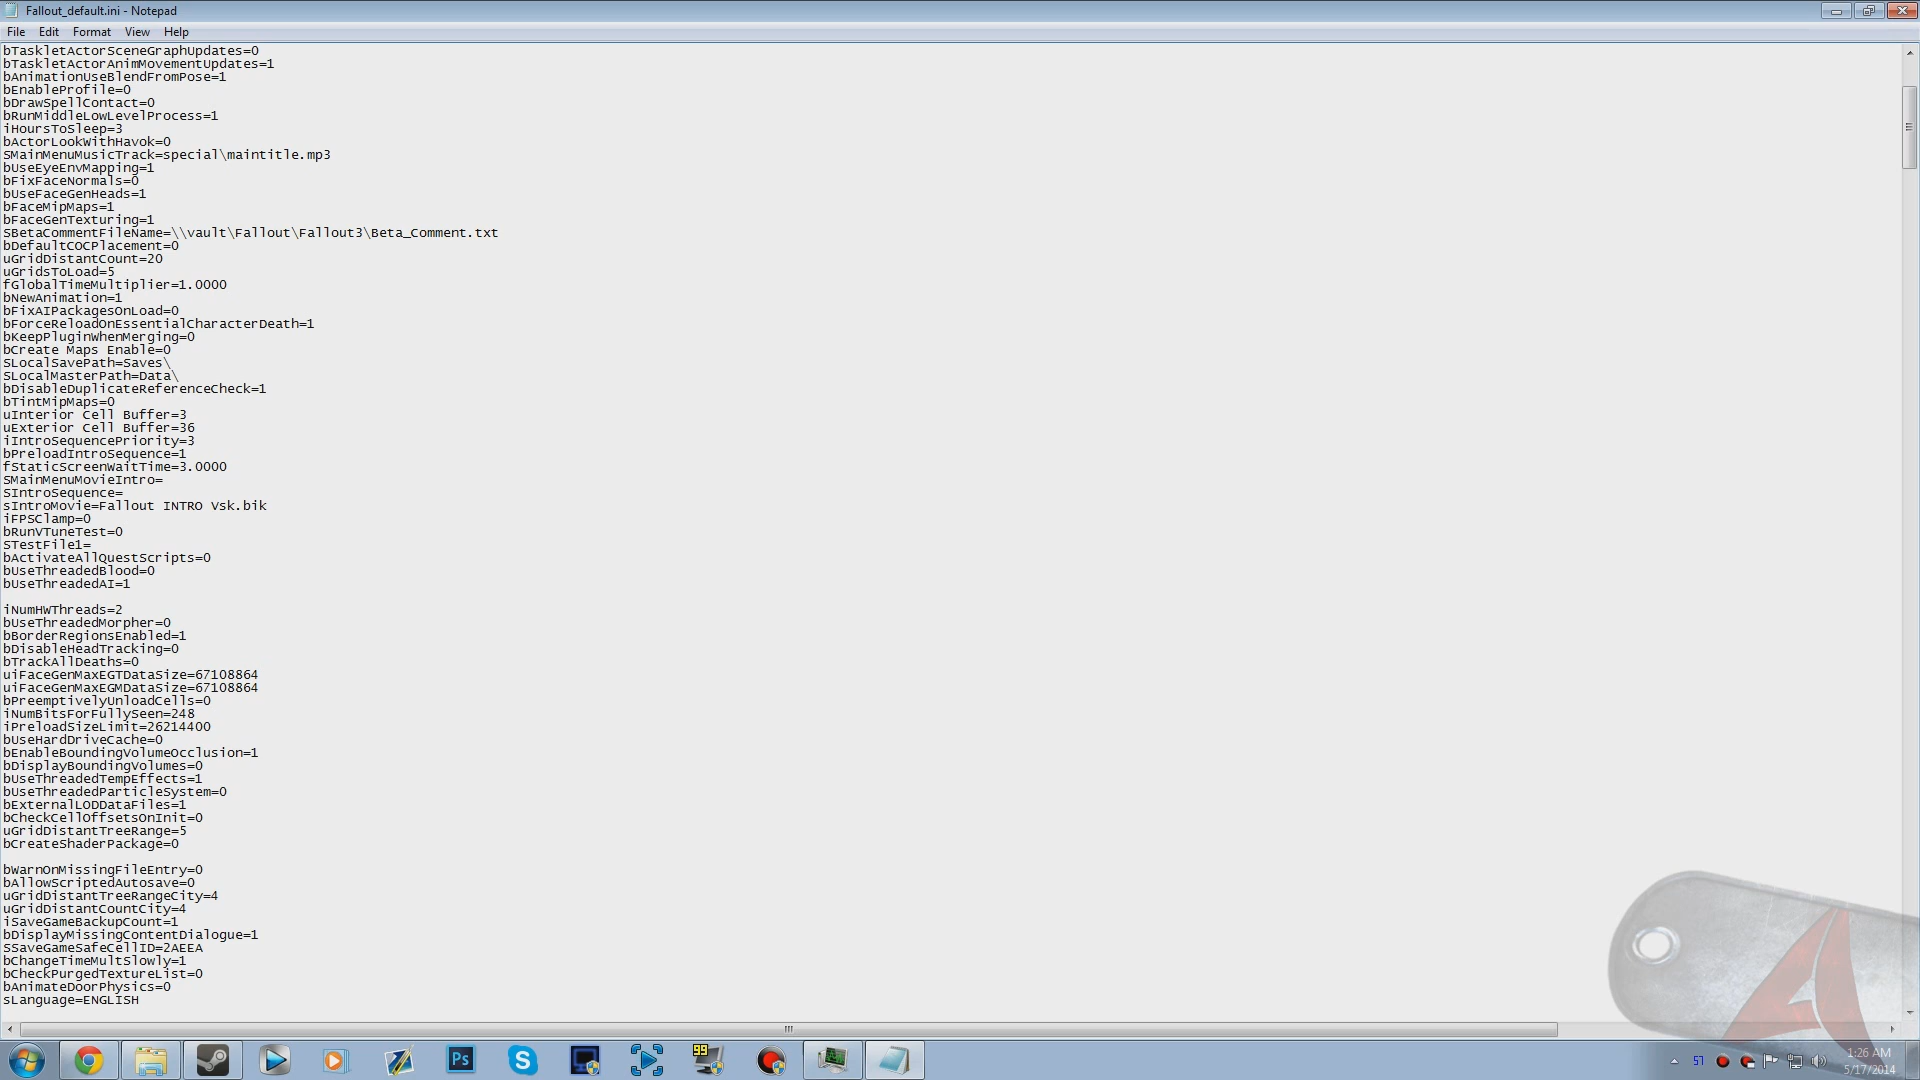 Fallout_default.ini - Notepad
File Edit Format View Help
bTaskletActorSceneGraphUpdates=0
bTaskletActorAnimMovementUpdates=1
bAnimationUseBlendFromPose=1
bEnableProfile=0
bDrawSpellContact=0
bRunMiddleLowLevelProcess=1
iHoursToSleep=3
bActorLookWithHavok=0
SMainMenuMusicTrack=special\maintitle.mp3
bUseEyeEnvMapping=1
bFixFaceNormals=0
bUseFaceGenHeads=1
bFaceMipMaps=1
bFaceGenTexturing=1
SBetaCommentFileName=\\vault\Fallout\Fallout3\Beta_Comment.txt
bDefaultCOCPlacement=0
uGridDistantCount=20
uGridsToLoad=5
fGlobalTimeMultiplier=1.0000
bNewAnimation=1
bFixAIPackagesOnLoad=0
bForceReloadOnEssentialCharacterDeath=1
bKeepPluginWhenMerging=0
bCreate Maps Enable=0
SLocalSavePath=Saves\
SLocalMasterPath=Data\
bDisableDuplicateReferenceCheck=1
bTintMipMaps=0
uInterior Cell Buffer=3
uExterior Cell Buffer=36
iIntroSequencePriority=3
bPreloadIntroSequence=1
fStaticScreenWaitTime=3.0000
SMainMenuMovieIntro=
SIntroSequence=
sIntroMovie=Fallout INTRO Vsk.bik
iFPSClamp=0
bRunVTuneTest=0
STestFile1=
bActivateAllQuestScripts=0
bUseThreadedBlood=0
bUseThreadedAI=1
iNumHWThreads=2
bUseThreadedMorpher=0
bBorderRegionsEnabled=1
bDisableHeadTracking=0
bTrackAllDeaths=0
uiFaceGenMaxEGTDataSize=67108864
uiFaceGenMaxEGMDataSize=67108864
bPreemptivelyUnloadCells=0
iNumBitsForFullySeen=248
iPreloadSizeLimit=26214400
bUseHardDriveCache=0
bEnableBoundingVolumeOcclusion=1
bDisplayBoundingVolumes=0
bUseThreadedTempEffects=1
bUseThreadedParticleSystem=0
bExternalLODDataFiles=1
bCheckCellOffsetsOnInit=0
uGridDistantTreeRange=5
bCreateShaderPackage=0
bWarnOnMissingFileEntry=0
bAllowScriptedAutosave=0
uGridDistantTreeRangeCity=4
uGridDistantCountCity=4
iSaveGameBackupCount=1
bDisplayMissingContentDialogue=1
SSaveGameSafeCellID=2AEEA
bChangeTimeMultSlowly=1
bCheckPurgedTextureList=0
bAnimateDoorPhysics=0
sLanguage=ENGLISH
Ps
S
99
57
1:26 AM
5/17/2014